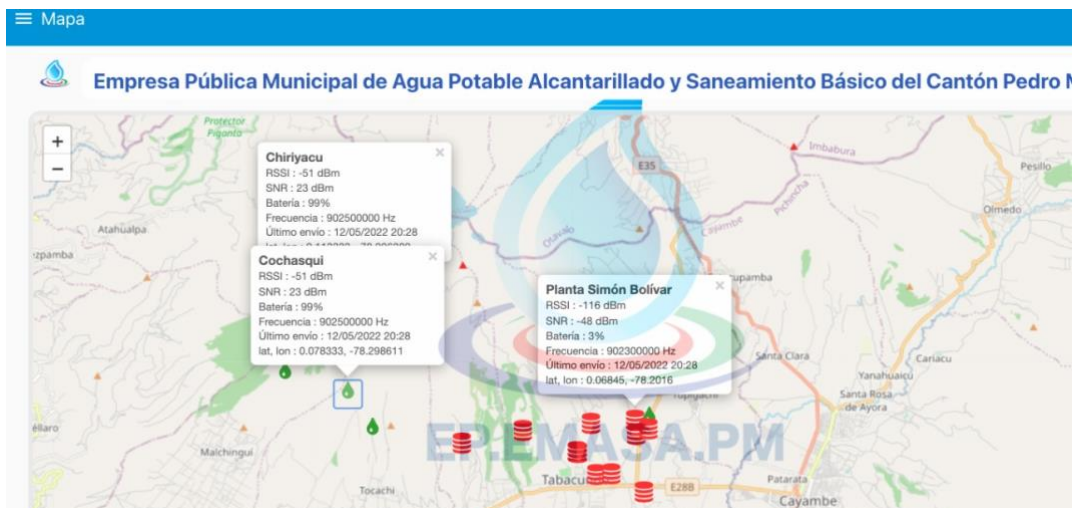 Mapa
Empresa Pública Municipal de Agua Potable Alcantarillado y Saneamiento Básico del Cantón Pedro
+
−
Protector
Piganta
Chiriyacu
RSSI : -51 dBm
SNR : 23 dBm
Batería : 99%
Frecuencia : 902500000 Hz
Último envío : 12/05/2022 20:28
Cochasqui
RSSI : -51 dBm
SNR : 23 dBm
Batería : 99%
Frecuencia : 902500000 Hz
Último envío : 12/05/2022 20:28
lat, lon : 0.078333, -78.298611
Planta Simón Bolívar
RSSI : -116 dBm
SNR : -48 dBm
Batería : 3%
Frecuencia : 902300000 Hz
Último envío : 12/05/2022 20:28
lat, lon : 0.06845, -78.2016
E35
Imbabura
Pichincha
Pesillo
Olmedo
Atahualpa
Otavalo
Cayambe
Santa Clara
Cariacu
Yanahuaicu
Santa Rosa
de Ayora
Malchinguí
EP.EMASA.PM
Tocachi
E28B
Patarata
Cayambe